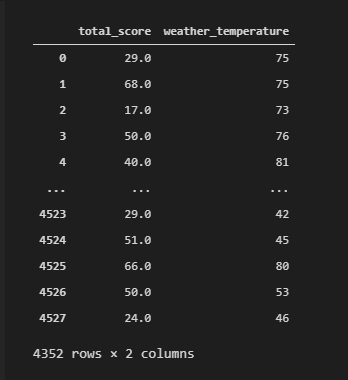 total_score weather_temperature
0 29.0 75
1 68.0 75
2 17.0 73
3 50.0 76
4 40.0 81
... ... ...
4523 29.0 42
4524 51.0 45
4525 66.0 80
4526 50.0 53
4527 24.0 46
4352 rows × 2 columns